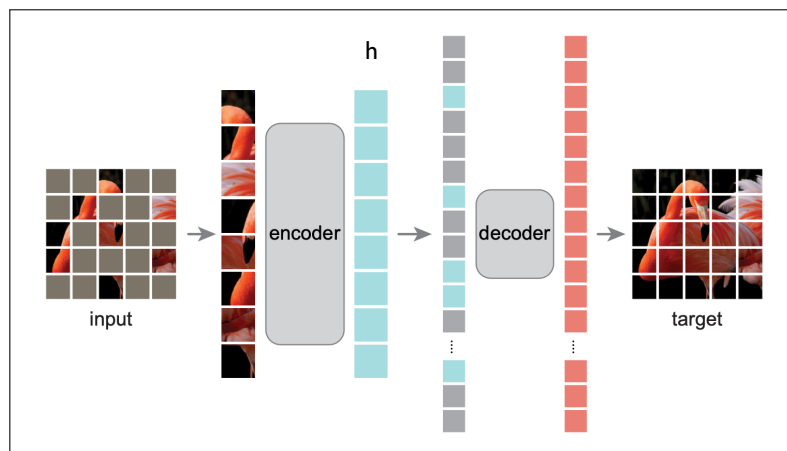 h
encoder
decoder
input
target